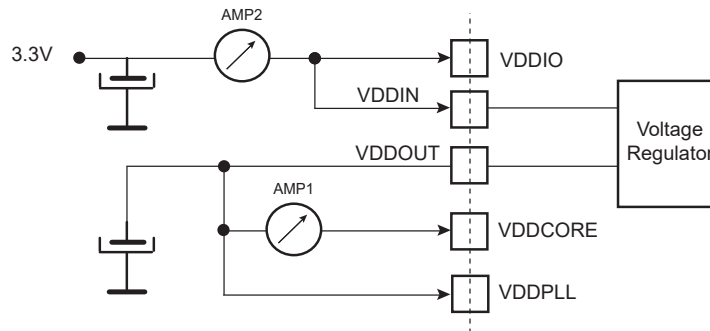 AMP2
3.3V
VDDIO
VDDIN
Voltage
Regulator
VDDOUT
AMP1
VDDCORE
VDDPLL